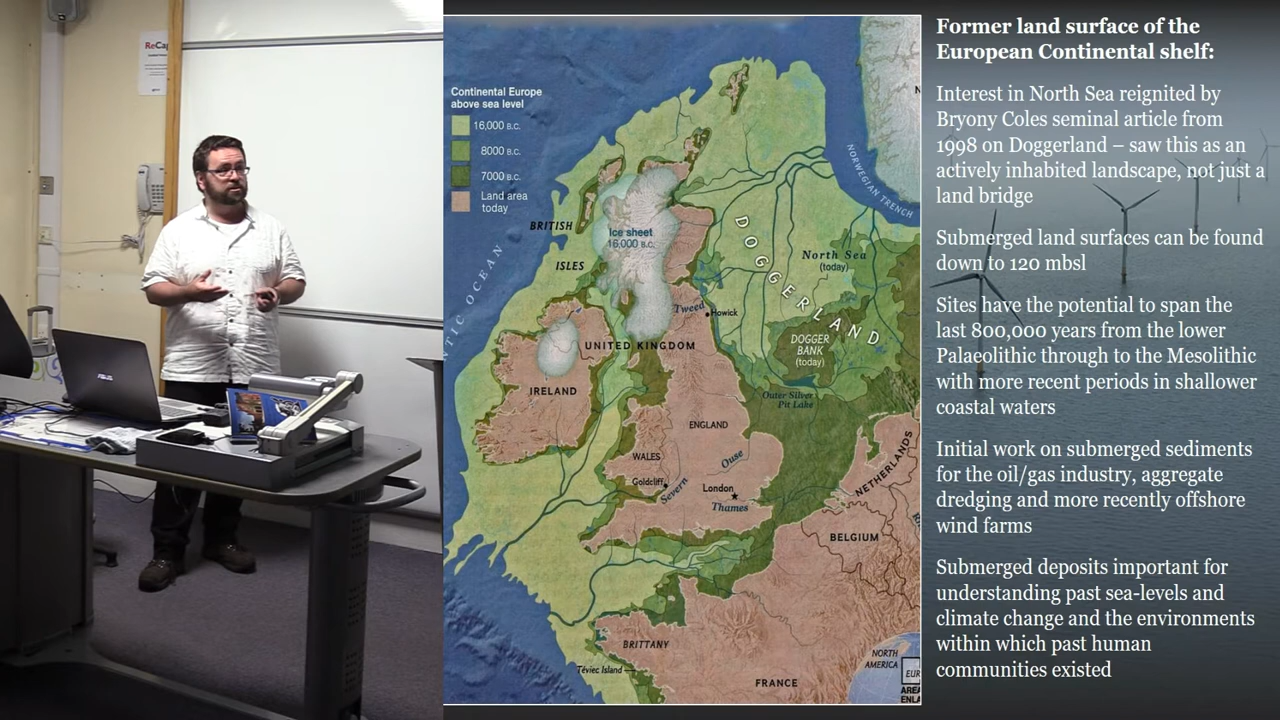 ReCap
ASUS
Continental Europe
above sea level
16,000 B.C.
8000 B.C.
7000 B.C.
Land area
today
NORWEGIAN TRENCH
BRITISH
ISLES
Ice sheet
16,000 B.C.
DOGGERLAND
North Sea
(today)
Tweed
Howick
UNITED KINGDOM
DOGGER
BANK
(today)
IRELAND
Outer Silver
Pit Lake
ENGLAND
WALES
Ouse
NETHERLANDS
Goldcliff
Severn
London
Thames
BELGIUM
BRITTANY
Téviec Island
FRANCE
NORTH
AMERICA
EUR
AREA
ENLA
Former land surface of the
European Continental shelf:
Interest in North Sea reignited by
Bryony Coles seminal article from
1998 on Doggerland – saw this as an
actively inhabited landscape, not just a
land bridge
Submerged land surfaces can be found
down to 120 mbsl
Sites have the potential to span the
last 800,000 years from the lower
Palaeolithic through to the Mesolithic
with more recent periods in shallower
coastal waters
Initial work on submerged sediments
for the oil/gas industry, aggregate
dredging and more recently offshore
wind farms
Submerged deposits important for
understanding past sea-levels and
climate change and the environments
within which past human
communities existed